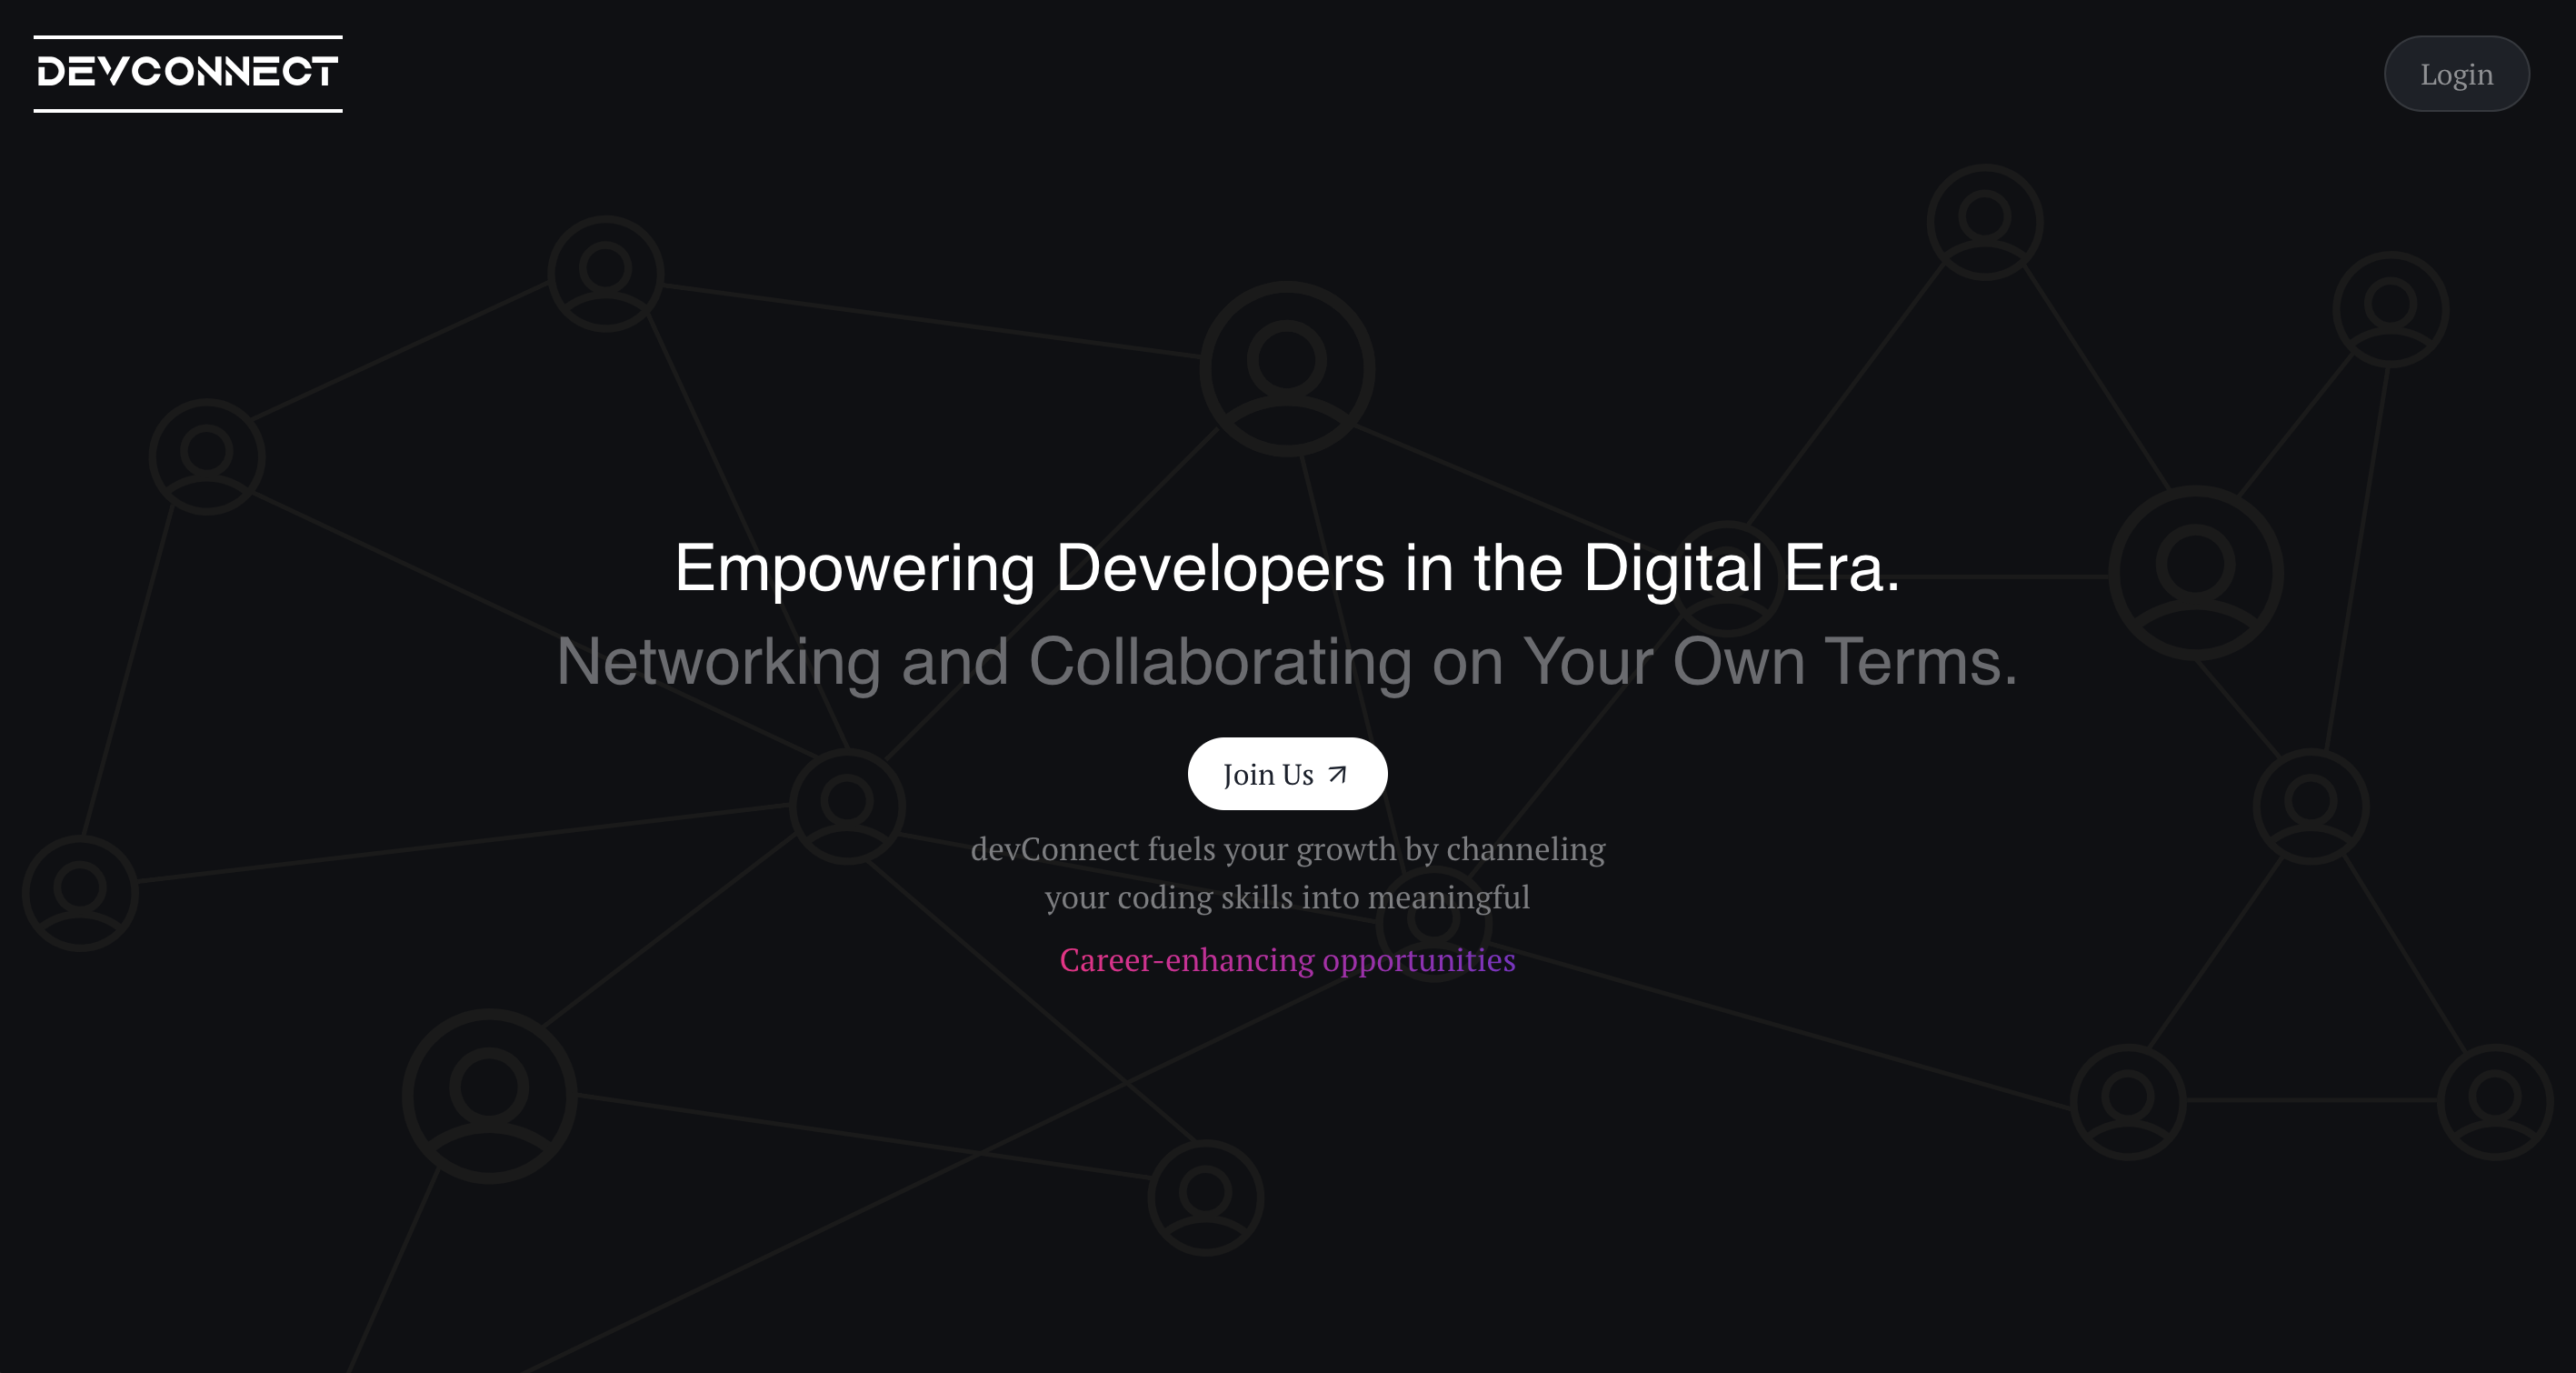 DEVCONNECT
Login
Empowering Developers in the Digital Era.
Networking and Collaborating on Your Own Terms.
Join Us
devConnect fuels your growth by channeling
your coding skills into meaningful
Career-enhancing opportunities